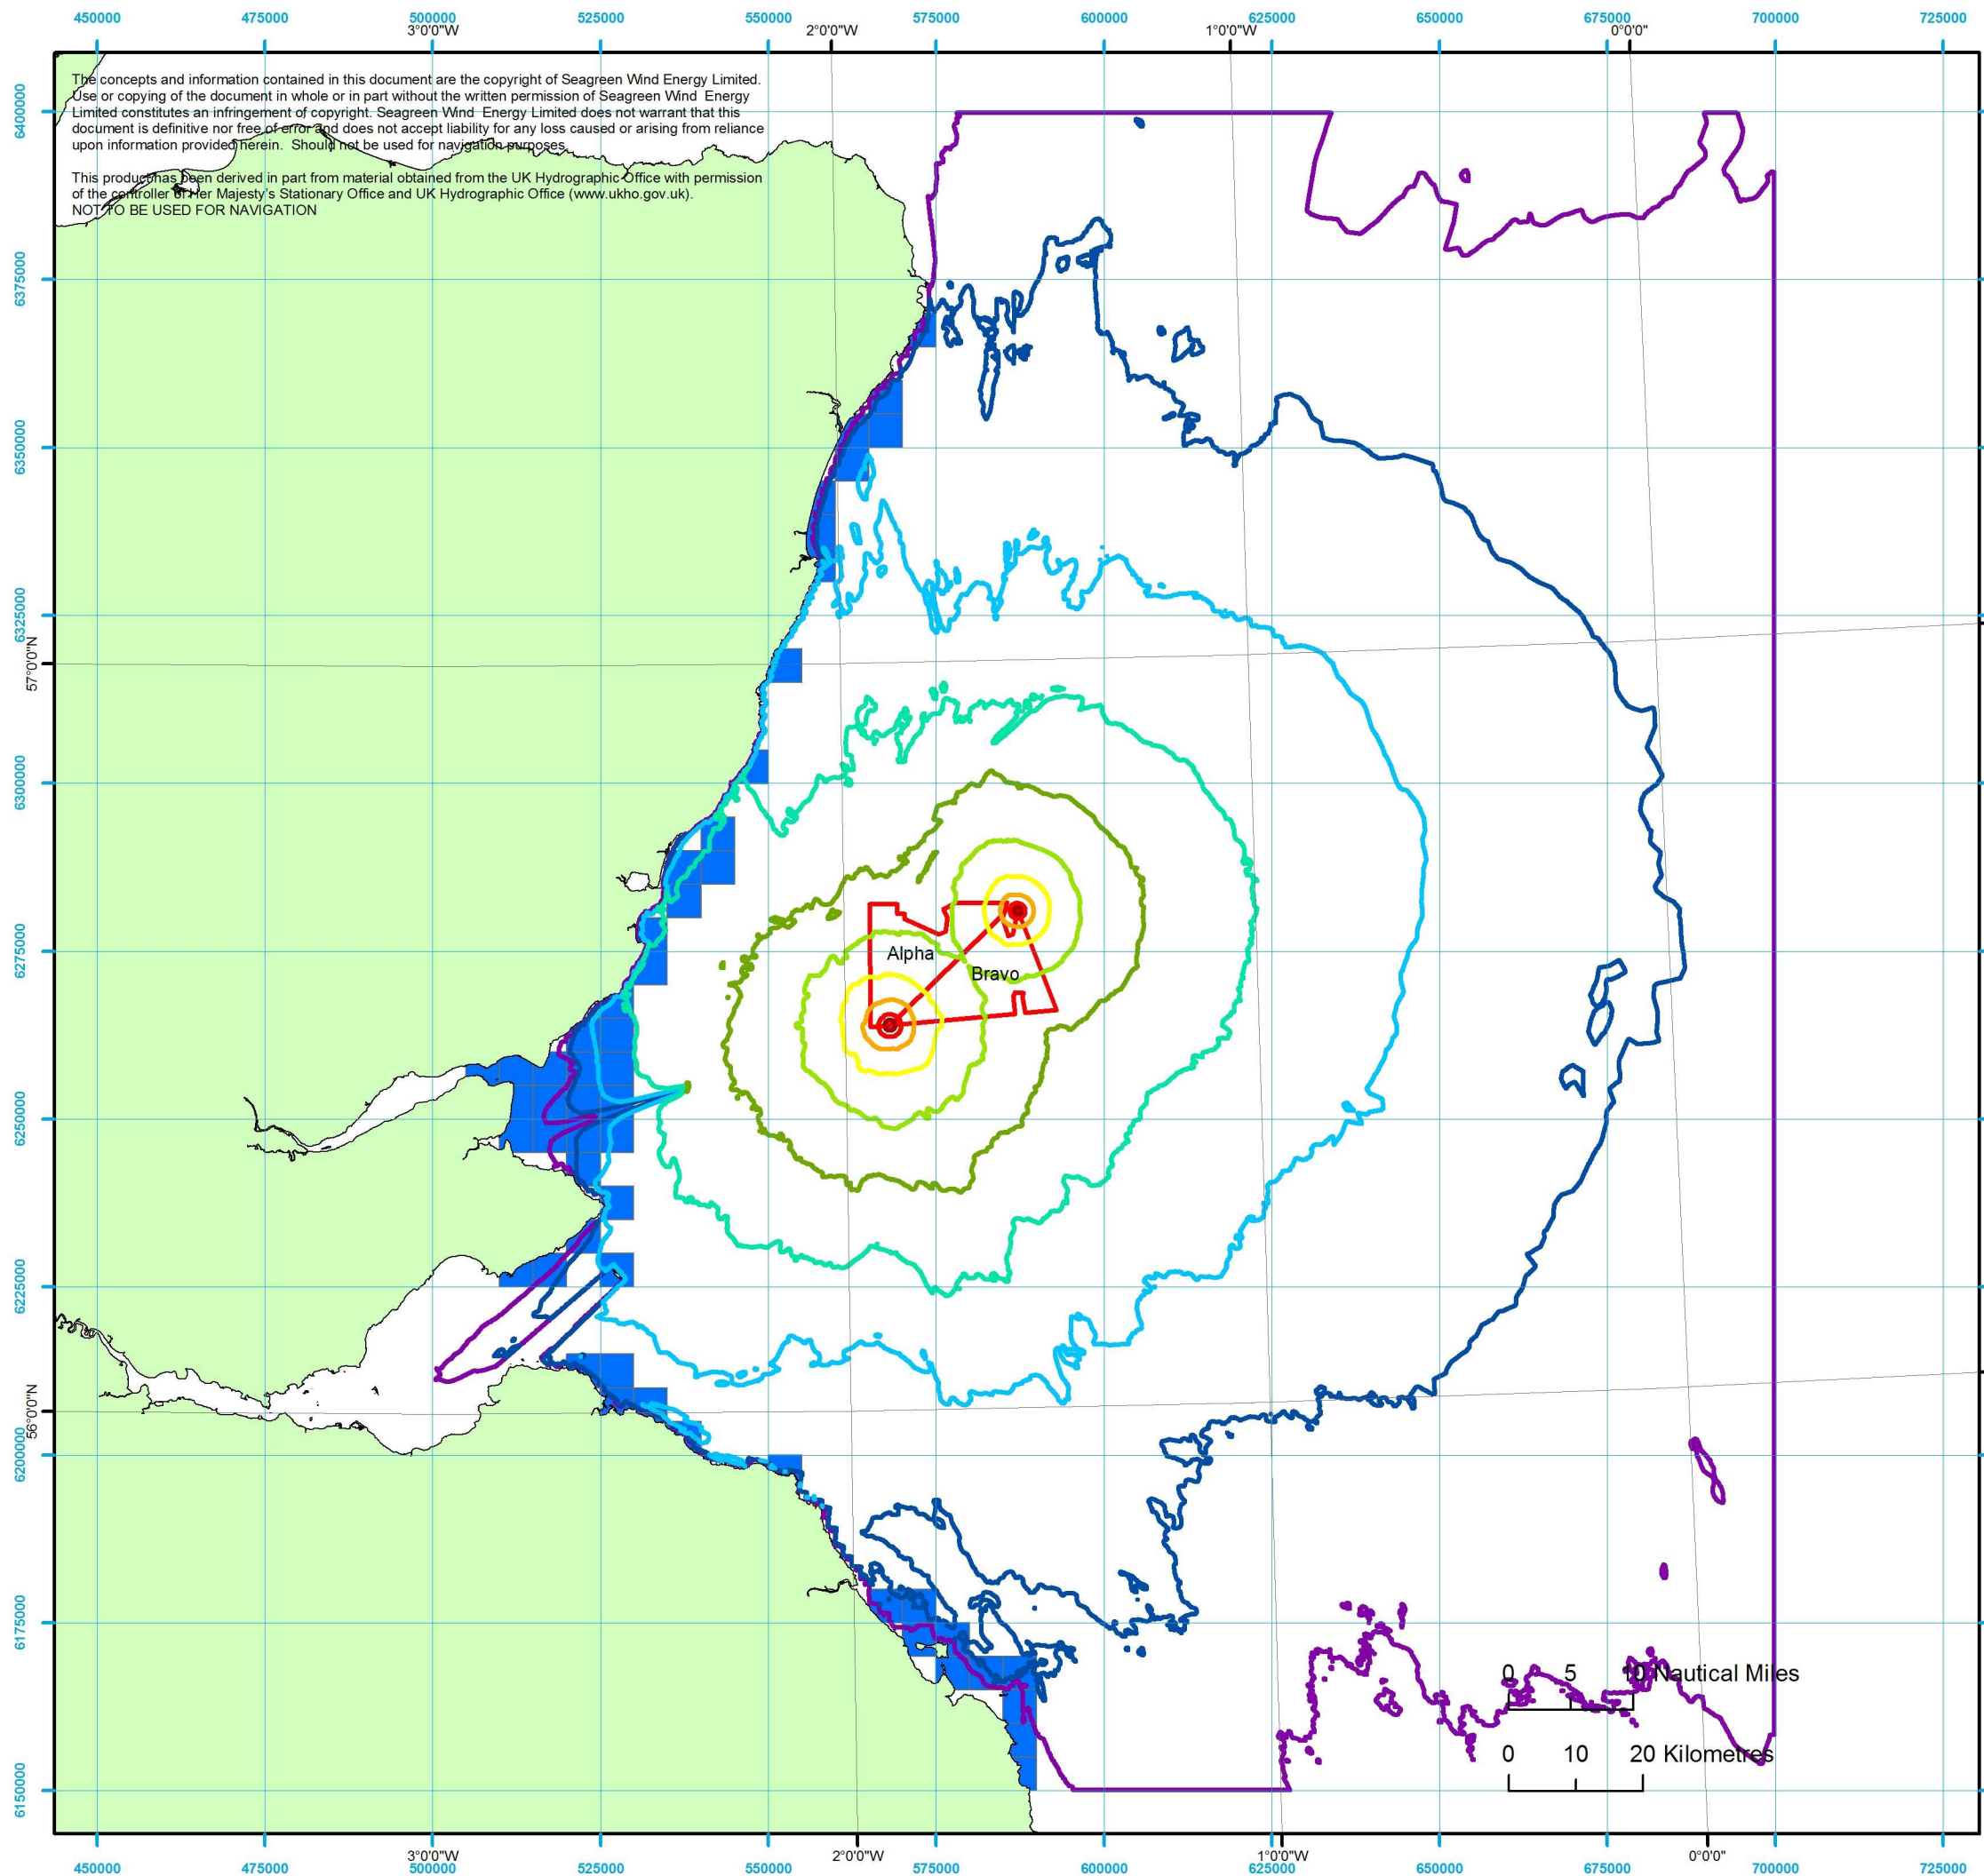 450000 475000 500000 525000 550000 575000 600000 625000 650000 675000 700000 725000
3°0'0"W 2°0'0"W 1°0'0"W 0°0'0"
The concepts and information contained in this document are the copyright of Seagreen Wind Energy Limited.
Use or copying of the document in whole or in part without the written permission of Seagreen Wind Energy
Limited constitutes an infringement of copyright. Seagreen Wind Energy Limited does not warrant that this
document is definitive nor free of error and does not accept liability for any loss caused or arising from reliance
upon information provided herein. Should not be used for navigation purposes.
This product has been derived in part from material obtained from the UK Hydrographic Office with permission
of the controller of Her Majesty's Stationary Office and UK Hydrographic Office (www.ukho.gov.uk).
NOT TO BE USED FOR NAVIGATION
6400000
6375000
6350000
6325000
57°0'0"N
6300000
6275000
6250000
6225000
56°0'0"N
6200000
6175000
6150000
Alpha
Bravo
0 5 10 Nautical Miles
0 10 20 Kilometres
3°0'0"W 2°0'0"W 1°0'0"W 0°0'0"
450000 475000 500000 525000 550000 575000 600000 625000 650000 675000 700000 725000